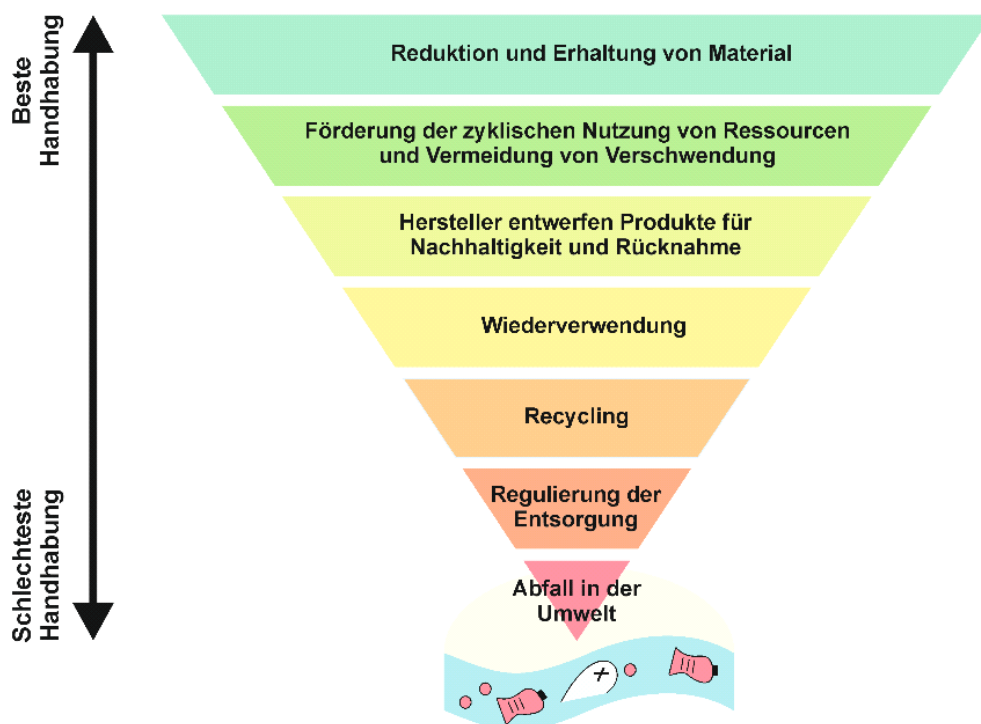 Beste
Handhabung
Reduktion und Erhaltung von Material
Förderung der zyklischen Nutzung von Ressourcen
und Vermeidung von Verschwendung
Hersteller entwerfen Produkte für
Nachhaltigkeit und Rücknahme
Wiederverwendung
Recycling
Regulierung der
Entsorgung
Schlechteste
Handhabung
Abfall in der
Umwelt